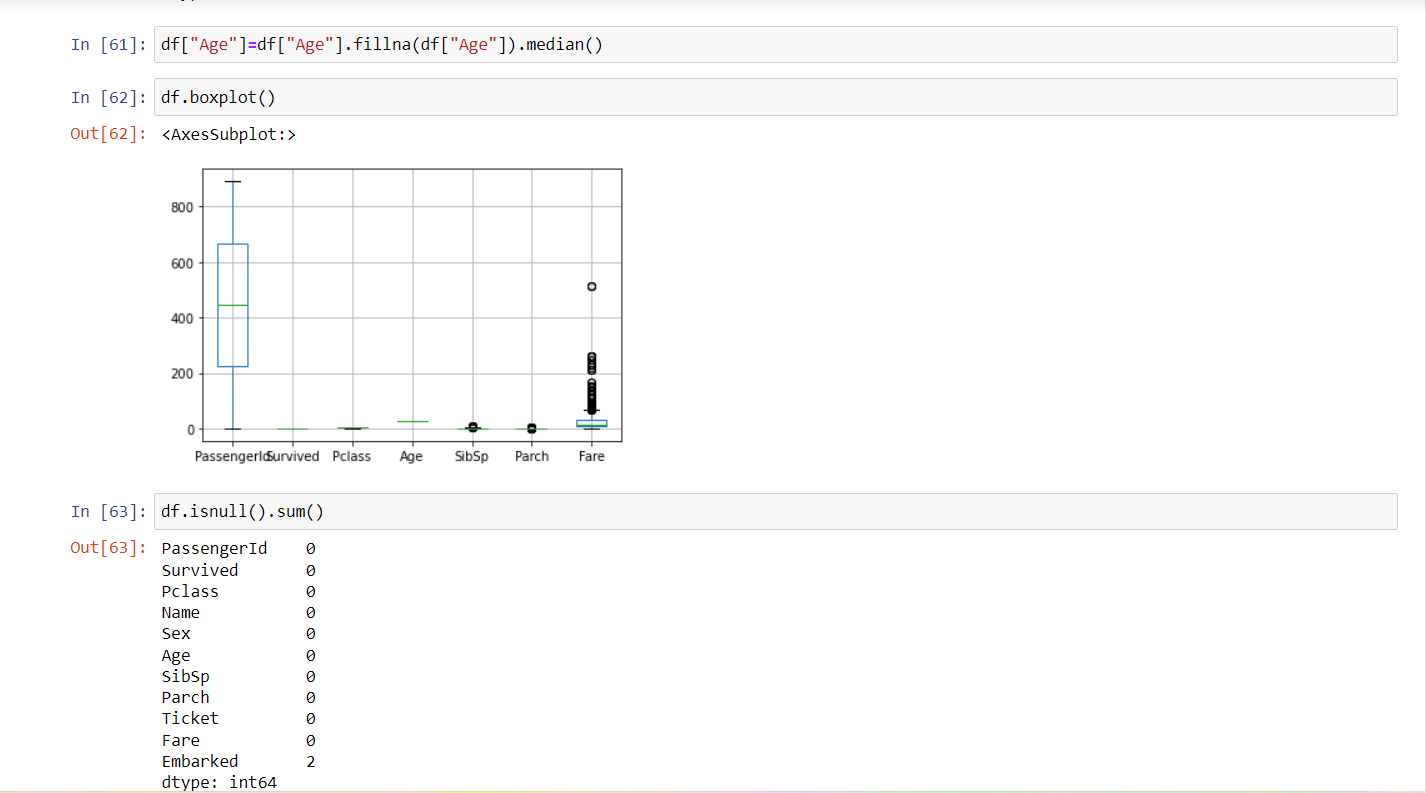 In [61]: df["Age"]=df["Age"].fillna(df["Age"]).median()
In [62]: df.boxplot()
Out[62]: <AxesSubplot:>
800
600
400
200
0
PassengerId Survived Pclass Age SibSp Parch Fare
In [63]: df.isnull().sum()
Out[63]: PassengerId 0
Survived 0
Pclass 0
Name 0
Sex 0
Age 0
SibSp 0
Parch 0
Ticket 0
Fare 0
Embarked 2
dtype: int64